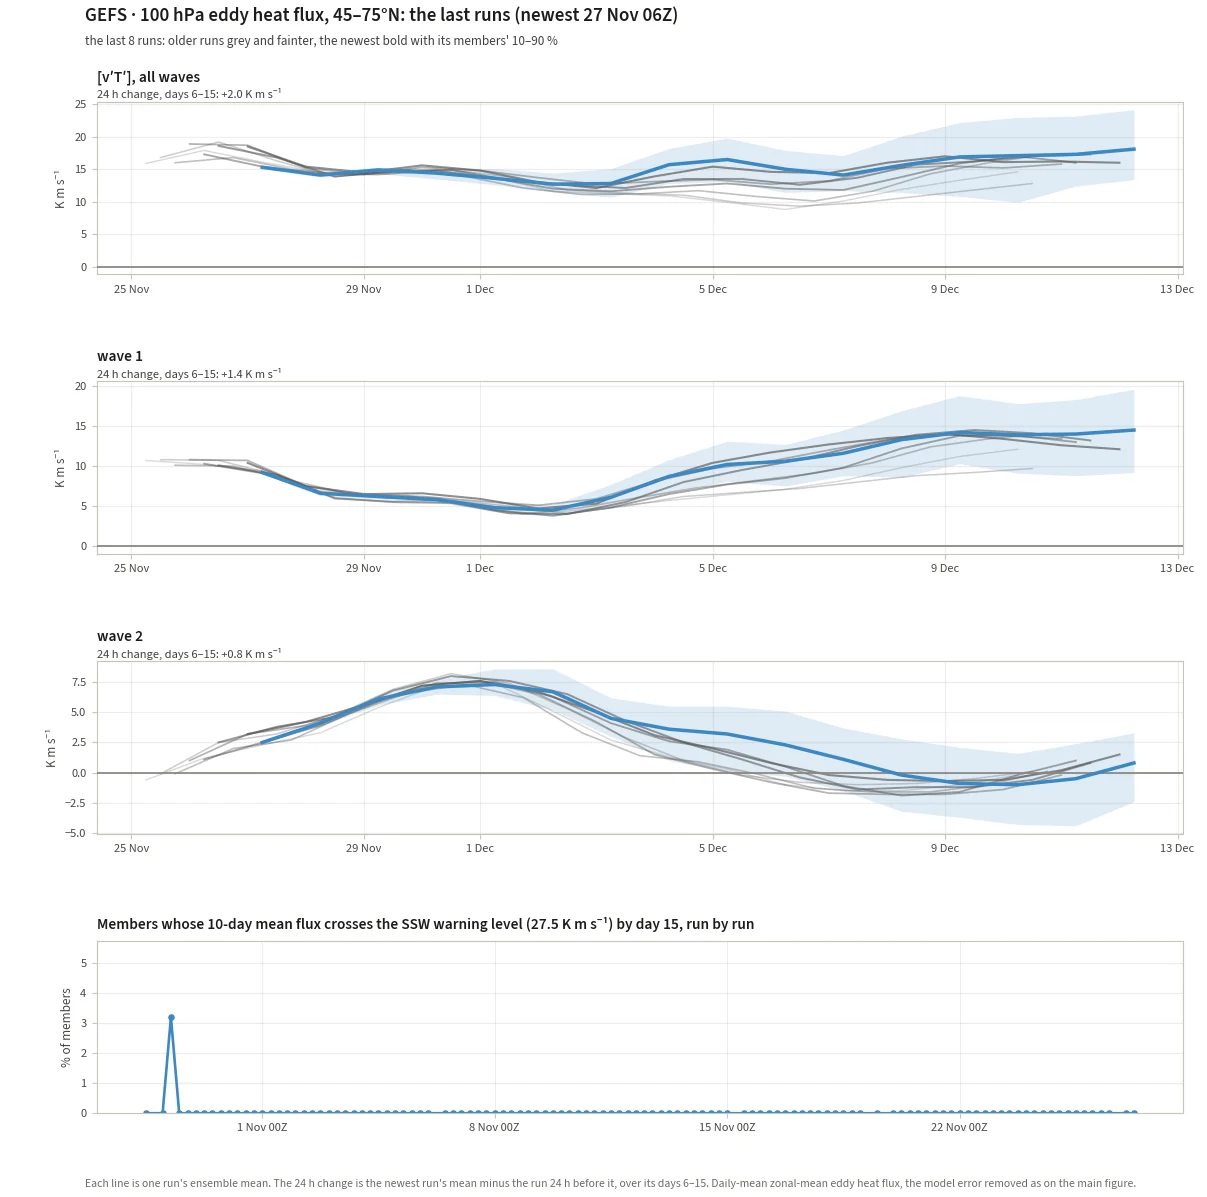 GEFS · 100 hPa eddy heat flux, 45–75°N: the last runs (newest 27 Nov 06Z)
the last 8 runs: older runs grey and fainter, the newest bold with its members' 10–90 %
[v′T′], all waves
24 h change, days 6–15: +2.0 K m s⁻¹
25
20
15
10
5
0
K m s⁻¹
25 Nov 29 Nov 1 Dec 5 Dec 9 Dec 13 Dec
wave 1
24 h change, days 6–15: +1.4 K m s⁻¹
20
15
10
5
0
K m s⁻¹
25 Nov 29 Nov 1 Dec 5 Dec 9 Dec 13 Dec
wave 2
24 h change, days 6–15: +0.8 K m s⁻¹
7.5
5.0
2.5
0.0
−2.5
−5.0
K m s⁻¹
25 Nov 29 Nov 1 Dec 5 Dec 9 Dec 13 Dec
Members whose 10-day mean flux crosses the SSW warning level (27.5 K m s⁻¹) by day 15, run by run
5
4
3
2
1
0
% of members
1 Nov 00Z 8 Nov 00Z 15 Nov 00Z 22 Nov 00Z
Each line is one run's ensemble mean. The 24 h change is the newest run's mean minus the run 24 h before it, over its days 6–15. Daily-mean zonal-mean eddy heat flux, the model error removed as on the main figure.